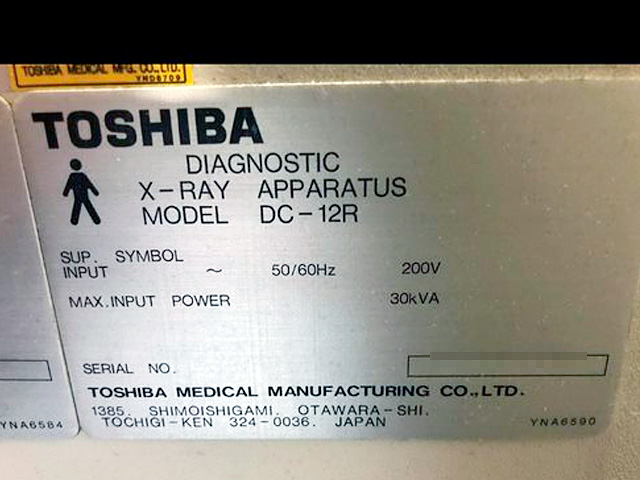 TOSHIBA MEDICAL MFG. CO., LTD.
YMD8709
TOSHIBA
DIAGNOSTIC
X-RAY APPARATUS
MODEL DC-12R
SUP. SYMBOL
INPUT ~ 50/60Hz 200V
MAX.INPUT POWER 30kVA
SERIAL NO.
TOSHIBA MEDICAL MANUFACTURING CO.,LTD.
1385, SHIMOISHIGAMI, OTAWARA-SHI,
TOCHIGI-KEN 324-0036, JAPAN
YNA6584
YNA6590